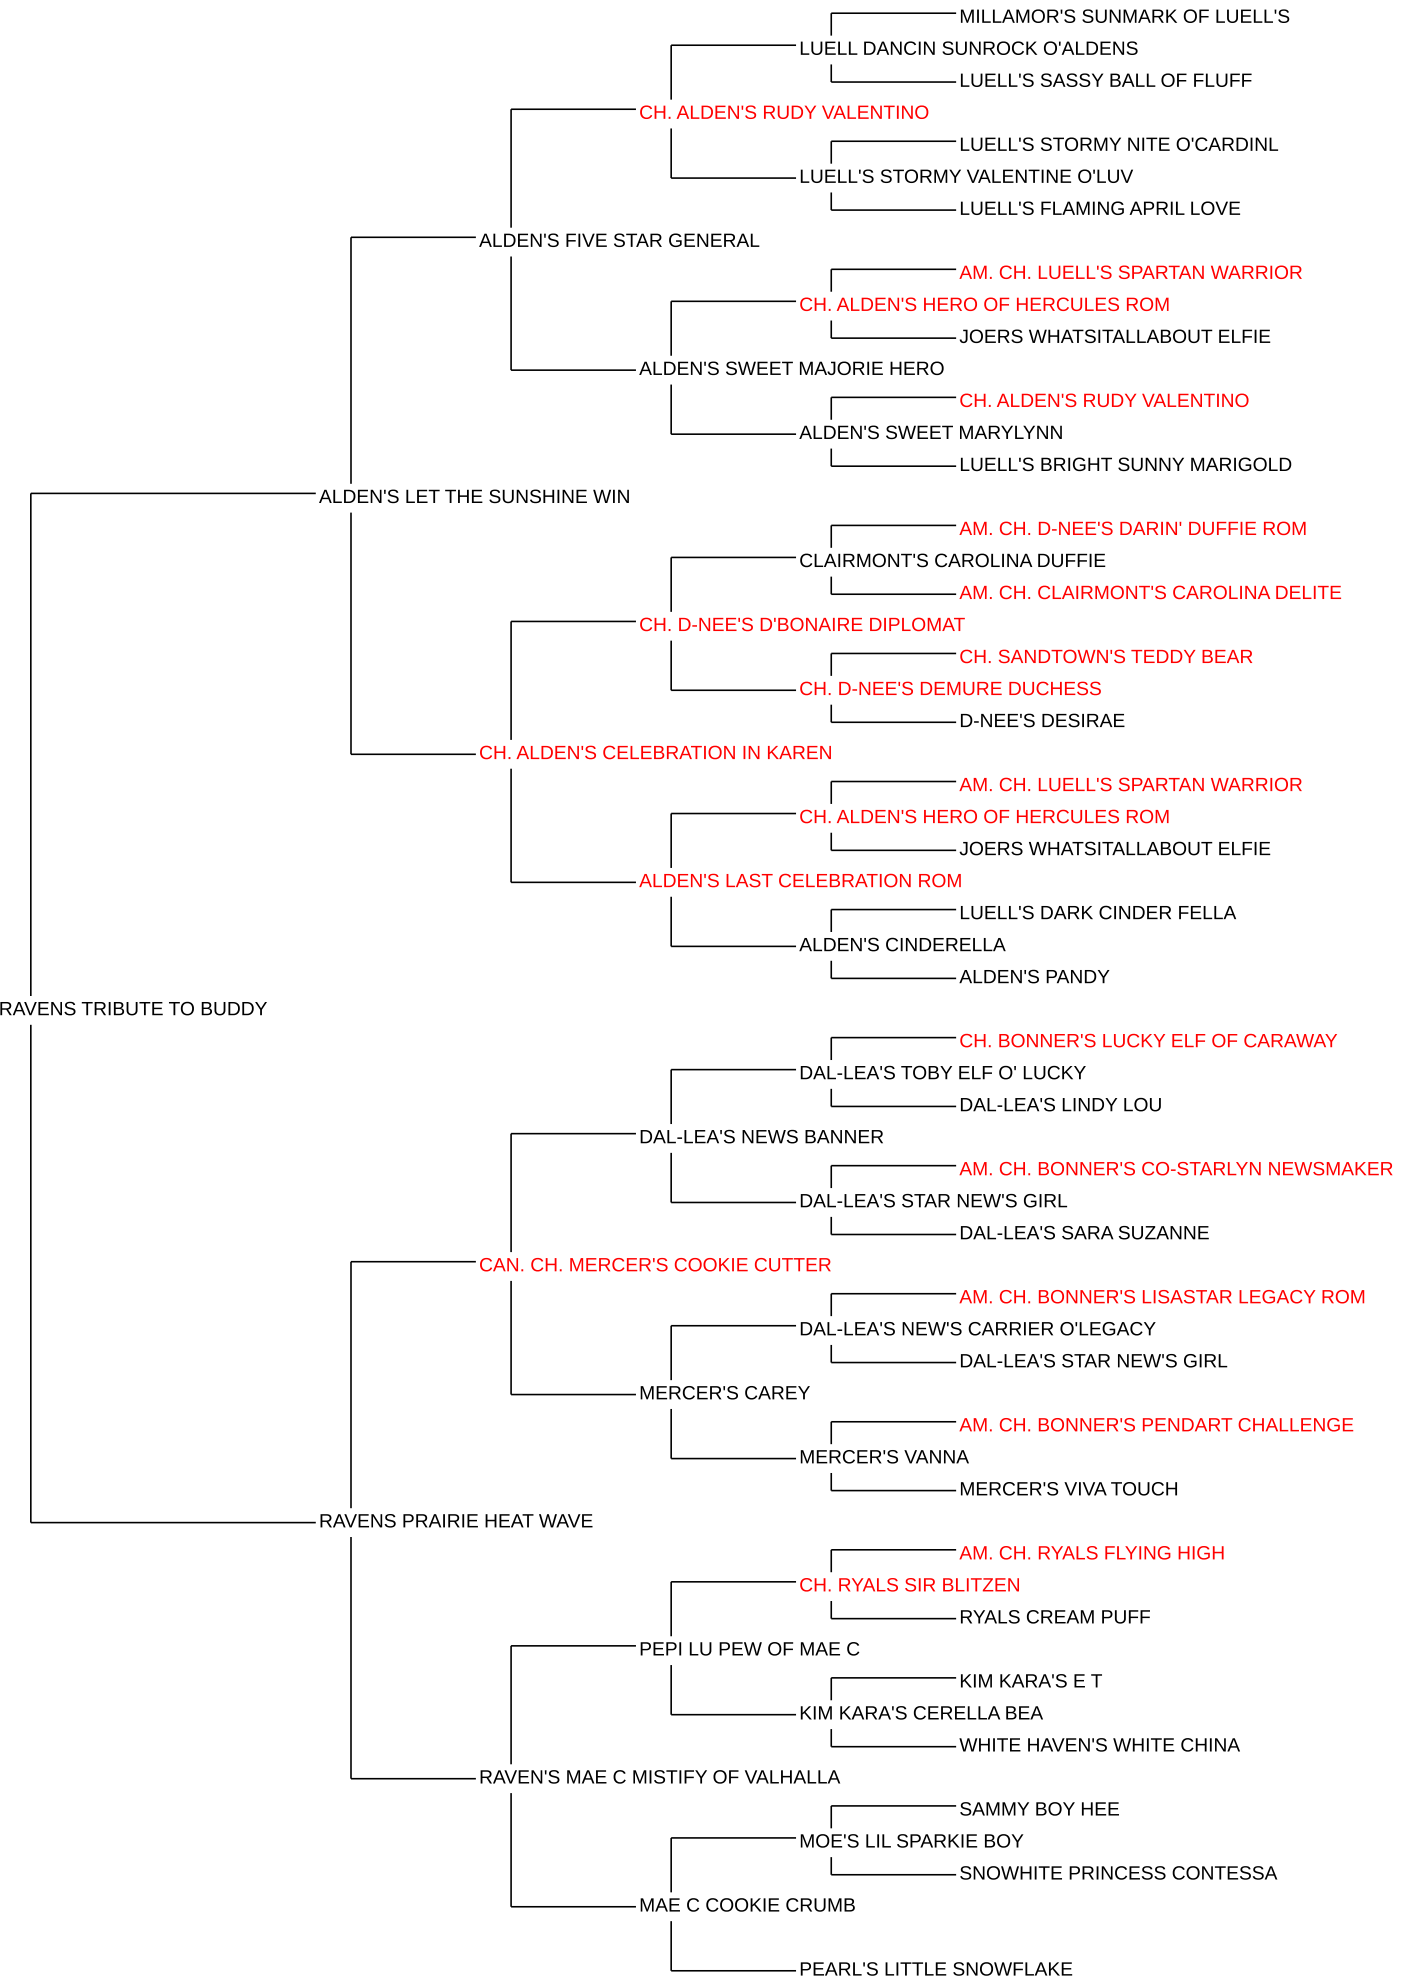 MILLAMOR'S SUNMARK OF LUELL'S
LUELL DANCIN SUNROCK O'ALDENS
LUELL'S SASSY BALL OF FLUFF
CH. ALDEN'S RUDY VALENTINO
LUELL'S STORMY NITE O'CARDINL
LUELL'S STORMY VALENTINE O'LUV
LUELL'S FLAMING APRIL LOVE
ALDEN'S FIVE STAR GENERAL
AM. CH. LUELL'S SPARTAN WARRIOR
CH. ALDEN'S HERO OF HERCULES ROM
JOERS WHATSITALLABOUT ELFIE
ALDEN'S SWEET MAJORIE HERO
CH. ALDEN'S RUDY VALENTINO
ALDEN'S SWEET MARYLYNN
LUELL'S BRIGHT SUNNY MARIGOLD
ALDEN'S LET THE SUNSHINE WIN
AM. CH. D-NEE'S DARIN' DUFFIE ROM
CLAIRMONT'S CAROLINA DUFFIE
AM. CH. CLAIRMONT'S CAROLINA DELITE
CH. D-NEE'S D'BONAIRE DIPLOMAT
CH. SANDTOWN'S TEDDY BEAR
CH. D-NEE'S DEMURE DUCHESS
D-NEE'S DESIRAE
CH. ALDEN'S CELEBRATION IN KAREN
AM. CH. LUELL'S SPARTAN WARRIOR
CH. ALDEN'S HERO OF HERCULES ROM
JOERS WHATSITALLABOUT ELFIE
ALDEN'S LAST CELEBRATION ROM
LUELL'S DARK CINDER FELLA
ALDEN'S CINDERELLA
ALDEN'S PANDY
RAVENS TRIBUTE TO BUDDY
CH. BONNER'S LUCKY ELF OF CARAWAY
DAL-LEA'S TOBY ELF O' LUCKY
DAL-LEA'S LINDY LOU
DAL-LEA'S NEWS BANNER
AM. CH. BONNER'S CO-STARLYN NEWSMAKER
DAL-LEA'S STAR NEW'S GIRL
DAL-LEA'S SARA SUZANNE
CAN. CH. MERCER'S COOKIE CUTTER
AM. CH. BONNER'S LISASTAR LEGACY ROM
DAL-LEA'S NEW'S CARRIER O'LEGACY
DAL-LEA'S STAR NEW'S GIRL
MERCER'S CAREY
AM. CH. BONNER'S PENDART CHALLENGE
MERCER'S VANNA
MERCER'S VIVA TOUCH
RAVENS PRAIRIE HEAT WAVE
AM. CH. RYALS FLYING HIGH
CH. RYALS SIR BLITZEN
RYALS CREAM PUFF
PEPI LU PEW OF MAE C
KIM KARA'S E T
KIM KARA'S CERELLA BEA
WHITE HAVEN'S WHITE CHINA
RAVEN'S MAE C MISTIFY OF VALHALLA
SAMMY BOY HEE
MOE'S LIL SPARKIE BOY
SNOWHITE PRINCESS CONTESSA
MAE C COOKIE CRUMB
PEARL'S LITTLE SNOWFLAKE